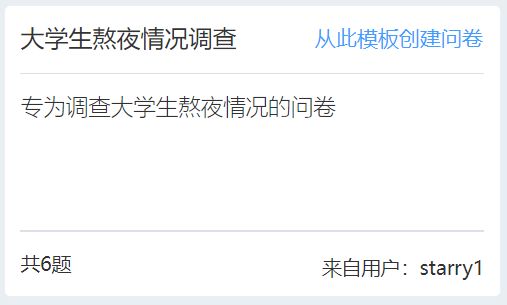 大学生熬夜情况调查 从此模板创建问卷
专为调查大学生熬夜情况的问卷
共6题 来自用户：starry1